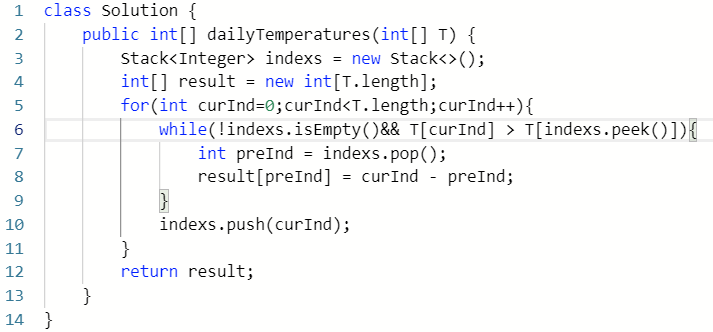 1 class Solution {
2     public int[] dailyTemperatures(int[] T) {
3         Stack<Integer> indexs = new Stack<>();
4         int[] result = new int[T.length];
5         for(int curInd=0;curInd<T.length;curInd++){
6             while(!indexs.isEmpty()&& T[curInd] > T[indexs.peek()]){
7                 int preInd = indexs.pop();
8                 result[preInd] = curInd - preInd;
9             }
10             indexs.push(curInd);
11         }
12         return result;
13     }
14 }